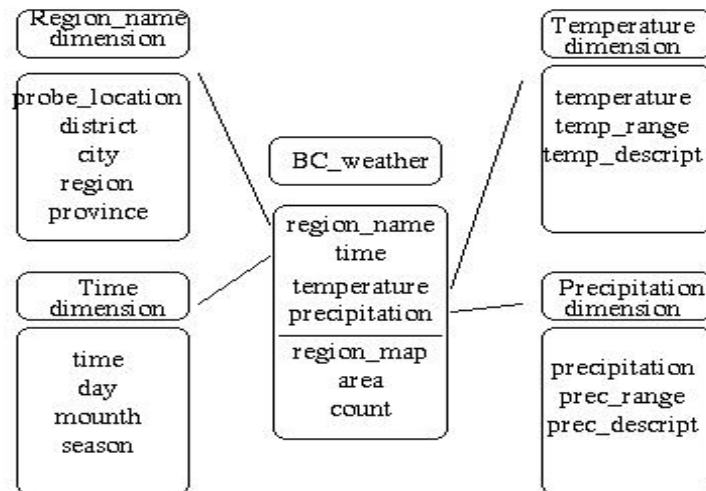 Region_name
dimension
probe_location
district
city
region
province
Time
dimension
time
day
mounth
season
BC_weather
region_name
time
temperature
precipitation
region_map
area
count
Temperature
dimension
temperature
temp_range
temp_descript
Precipitation
dimension
precipitation
prec_range
prec_descript